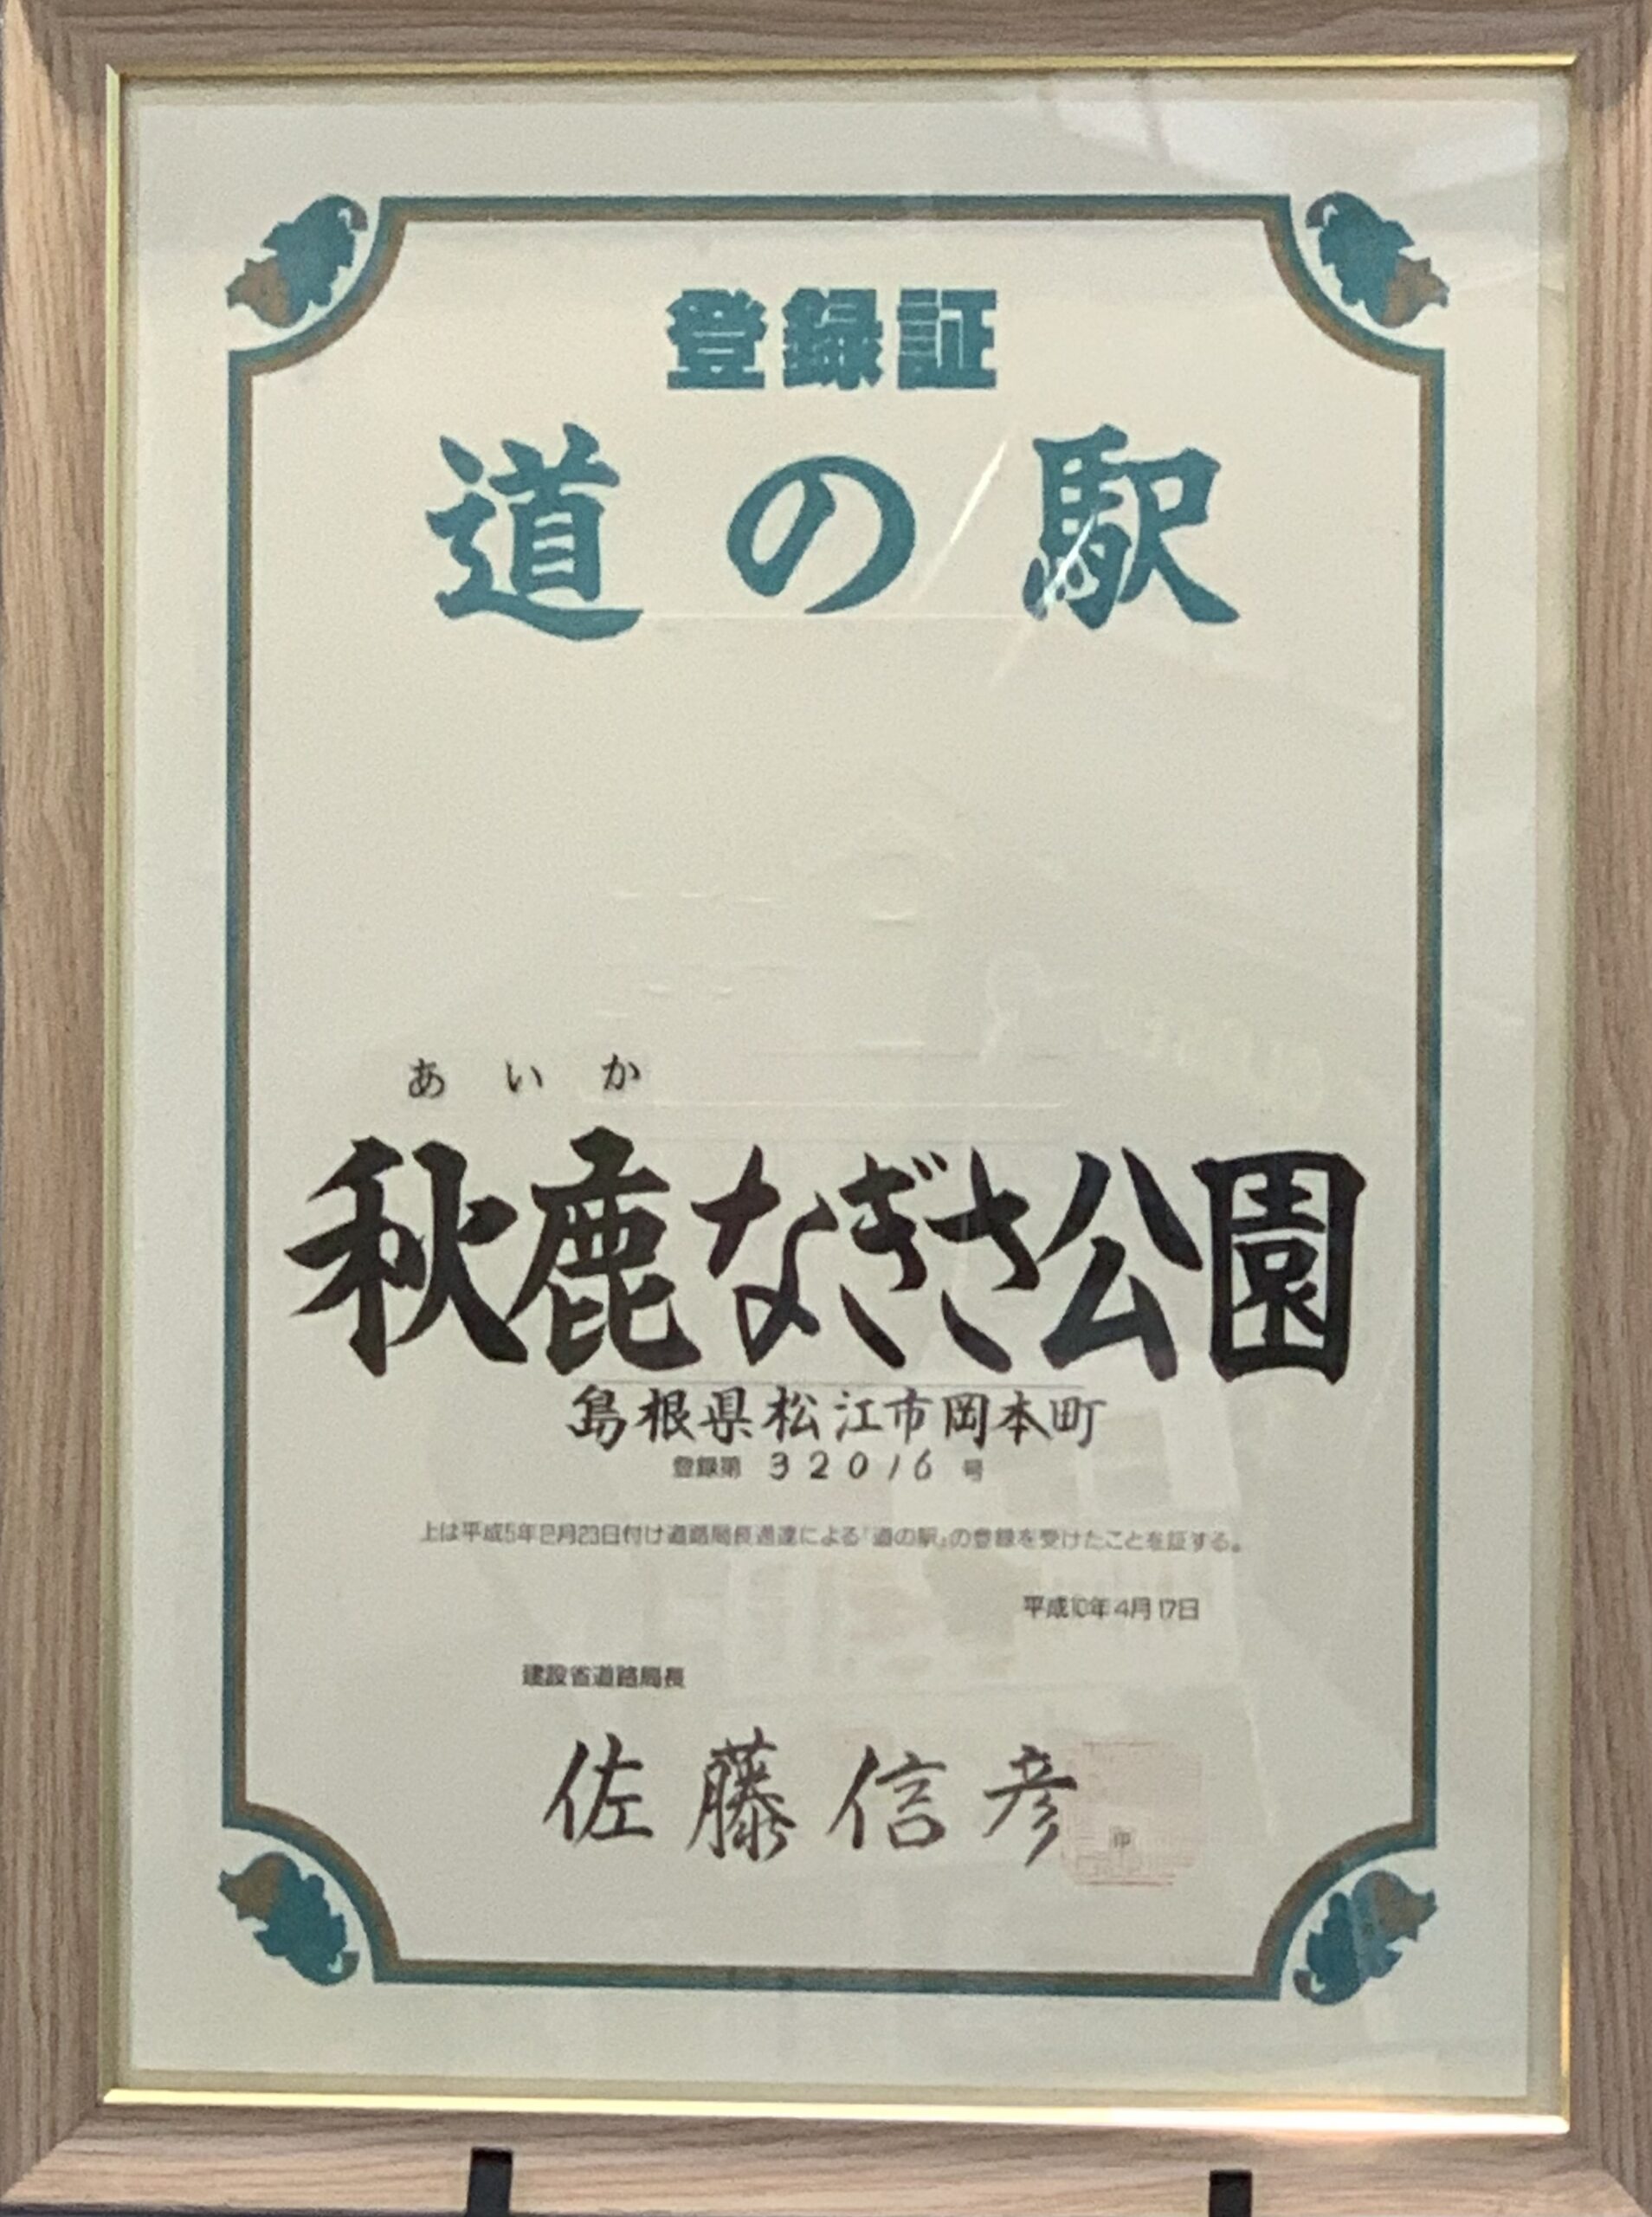 登録証
道の駅
あいか
秋鹿なぎさ公園
島根県松江市岡本町
登録第 32016 号
上は平成5年2月23日付け道路局長通達による「道の駅」の登録を受けたことを証する。
平成10年4月17日
建設省道路局長
佐藤信彦